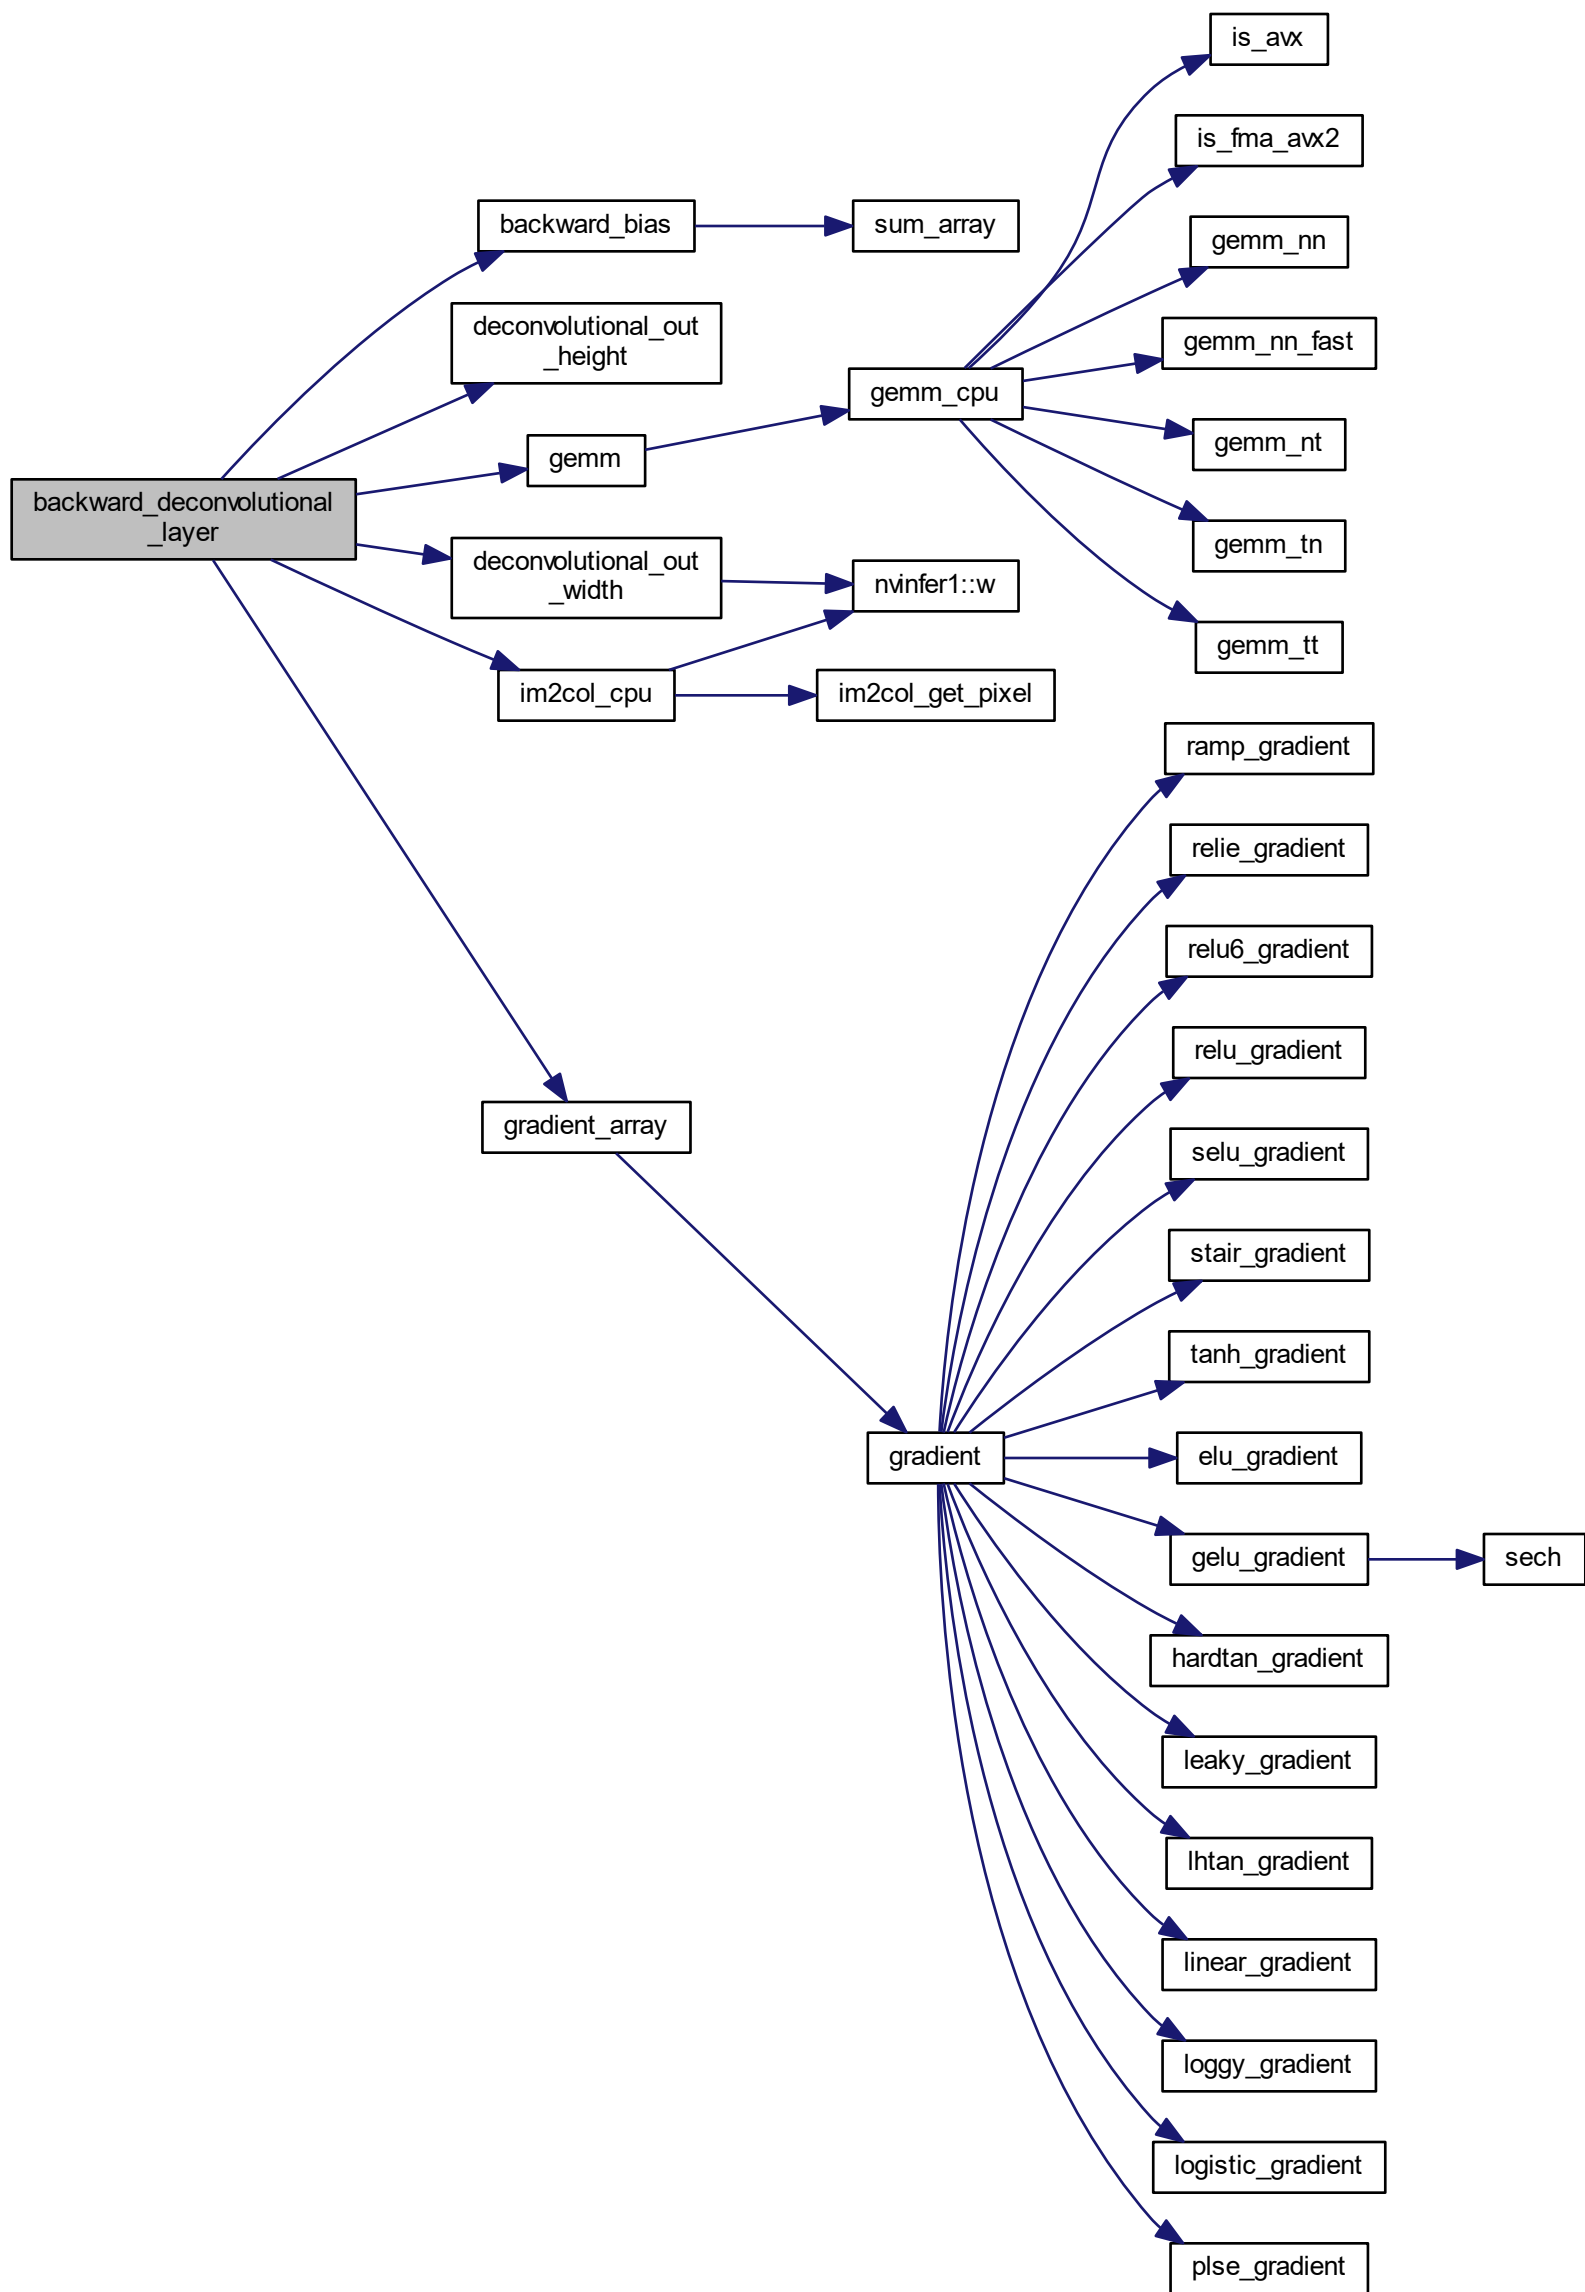 is_avx
is_fma_avx2
backward_bias
sum_array
gemm_nn
deconvolutional_out
_height
gemm_nn_fast
gemm_cpu
gemm
gemm_nt
backward_deconvolutional
_layer
gemm_tn
deconvolutional_out
_width
nvinfer1::w
gemm_tt
im2col_cpu
im2col_get_pixel
ramp_gradient
relie_gradient
relu6_gradient
relu_gradient
gradient_array
selu_gradient
stair_gradient
tanh_gradient
gradient
elu_gradient
gelu_gradient
sech
hardtan_gradient
leaky_gradient
lhtan_gradient
linear_gradient
loggy_gradient
logistic_gradient
plse_gradient